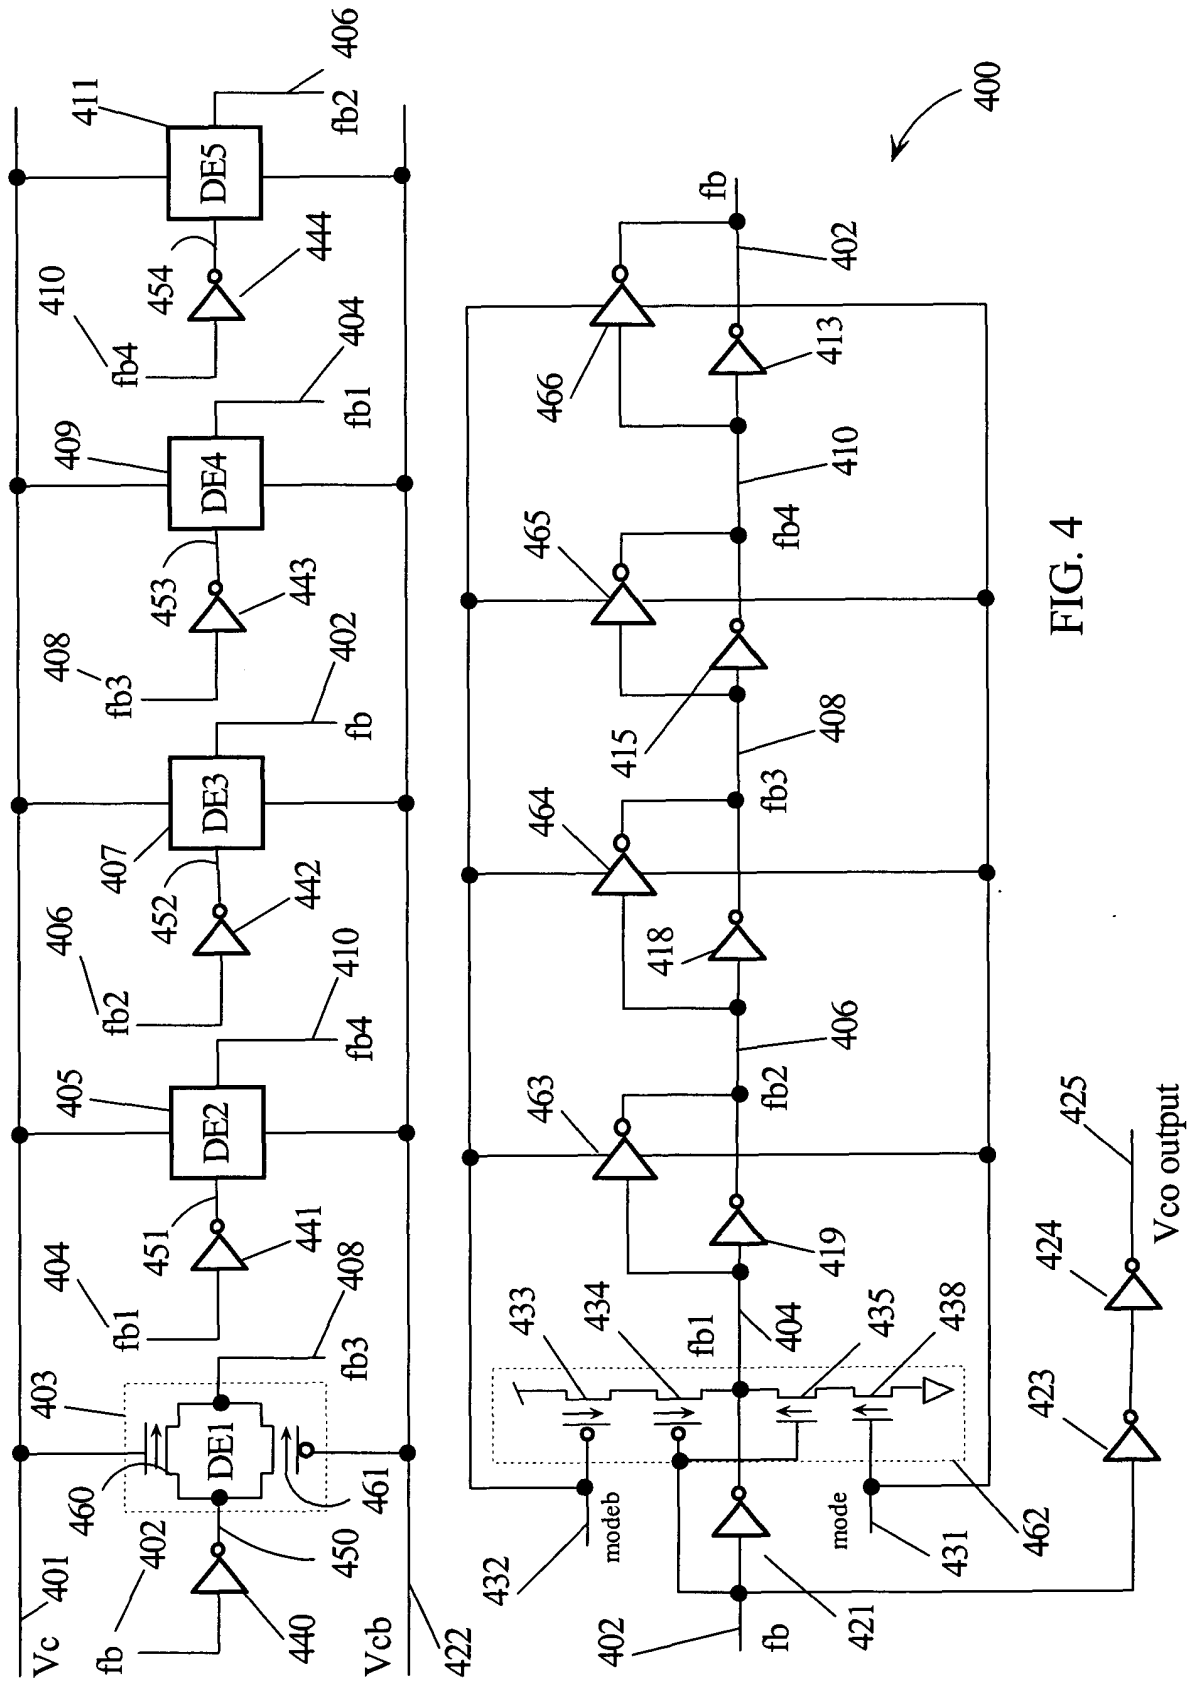 Vc 401
fb 402
440
450
460
DE1
403
461
fb3 408
fb1 404
441
451
DE2
405
fb4 410
fb2 406
442
452
DE3
407
fb 402
fb3 408
443
453
DE4
409
fb1 404
fb4 410
444
454
DE5
411
fb2 406
Vcb 422
432
modeb
433
434
435
438
mode
431
462
402
fb
421
fb1
404
419
463
fb2
406
418
464
fb3
408
415
465
fb4
410
413
466
402
fb
423
424
425
Vco output
400
FIG. 4